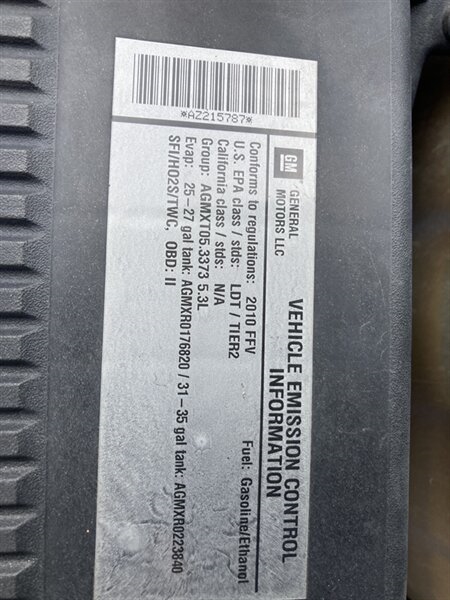 *AZ215787*
GM
GENERAL
MOTORS LLC
VEHICLE EMISSION CONTROL
INFORMATION
Conforms to regulations: 2010 FFV Fuel: Gasoline/Ethanol
U.S. EPA class / stds: LDT / TIER2
California class / stds: N/A
Group: AGMXT05.3373 5.3L
Evap: 25-27 gal tank: AGMXR0176820 / 31-35 gal tank: AGMXR0223840
SFI/HO2S/TWC, OBD: II